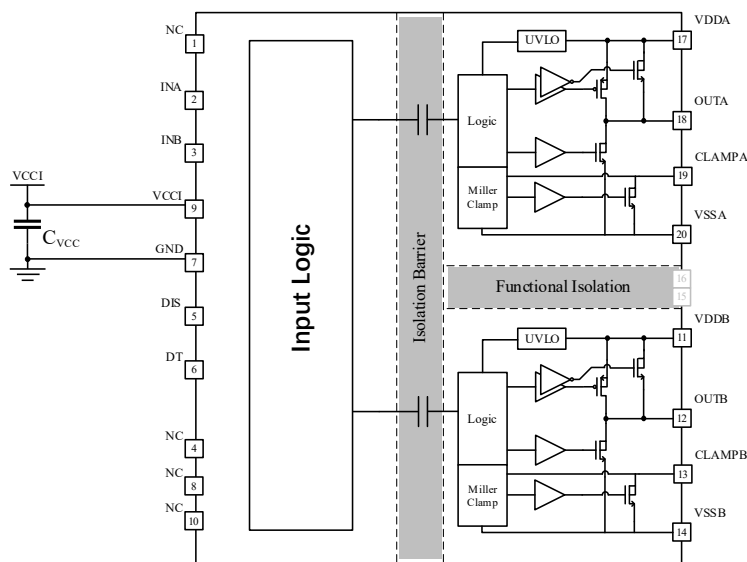 NC
1
INA
2
INB
3
VCCI
VCCI
9
C_VCC
GND
7
DIS
5
DT
6
NC
4
NC
8
NC
10
Input Logic
Isolation Barrier
UVLO
Logic
Miller
Clamp
VDDA
17
OUTA
18
CLAMPA
19
VSSA
20
Functional Isolation
16
15
UVLO
Logic
Miller
Clamp
VDDB
11
OUTB
12
CLAMPB
13
VSSB
14